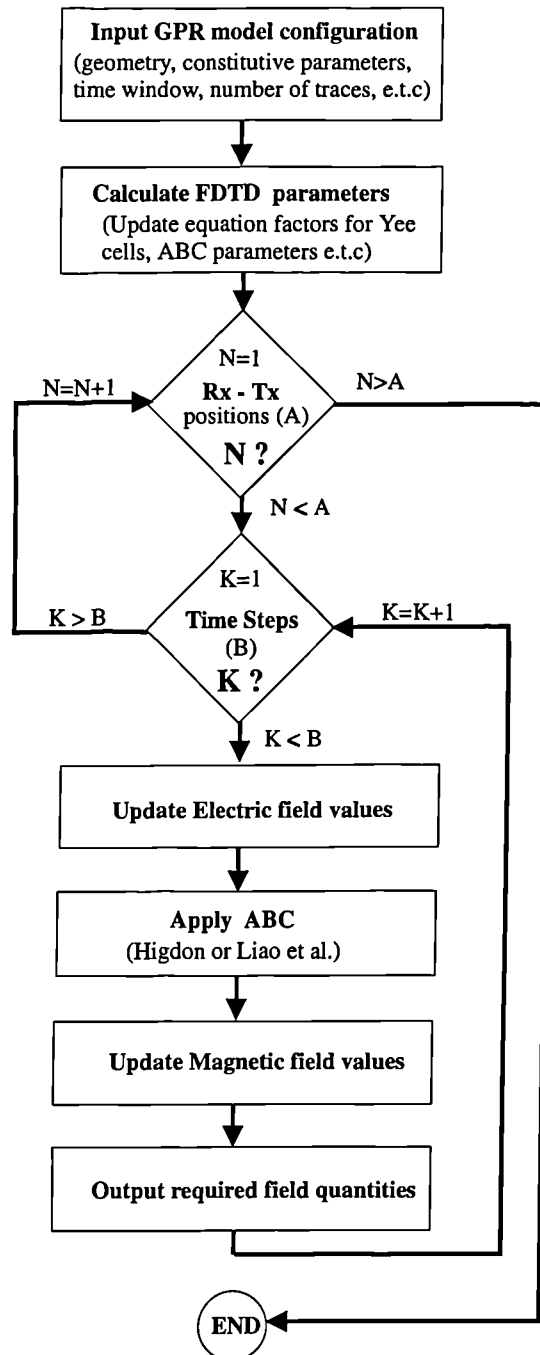 Input GPR model configuration
(geometry, constitutive parameters,
time window, number of traces, e.t.c)
Calculate FDTD parameters
(Update equation factors for Yee
cells, ABC parameters e.t.c)
N=1
Rx - Tx
positions (A)
N ?
N=N+1
N>A
N < A
K=1
Time Steps
(B)
K ?
K > B
K=K+1
K < B
Update Electric field values
Apply ABC
(Higdon or Liao et al.)
Update Magnetic field values
Output required field quantities
END